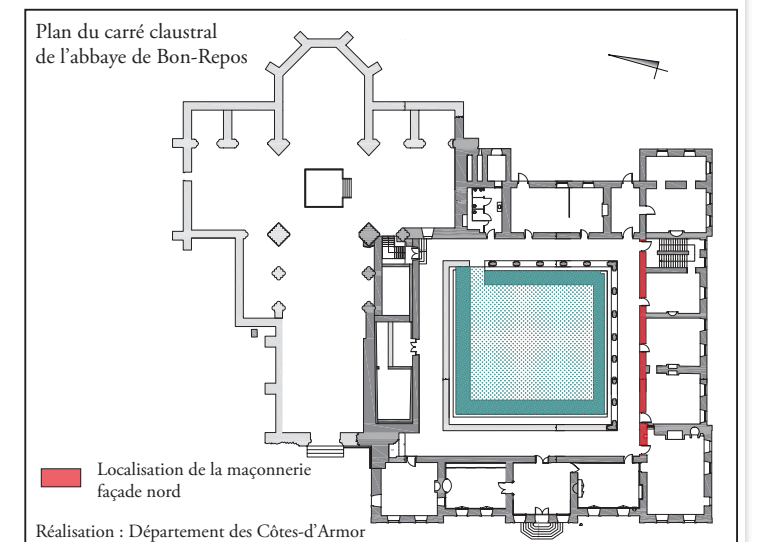 Plan du carré claustral
de l'abbaye de Bon-Repos
Localisation de la maçonnerie
façade nord
Réalisation : Département des Côtes-d'Armor